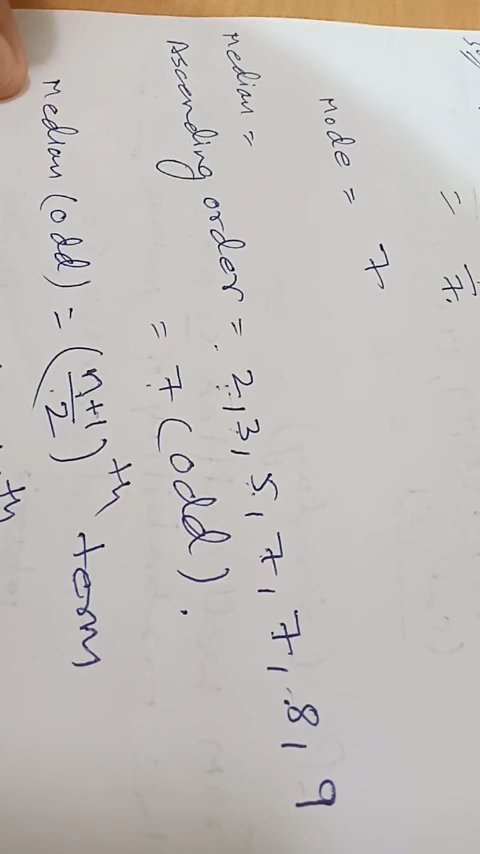 = 7.
Mode = 7
Median =
Ascending order = 2, 3, 5, 7, 7, 8, 9
= 7 (odd).
Median (odd) = (n+1/2)th term
th